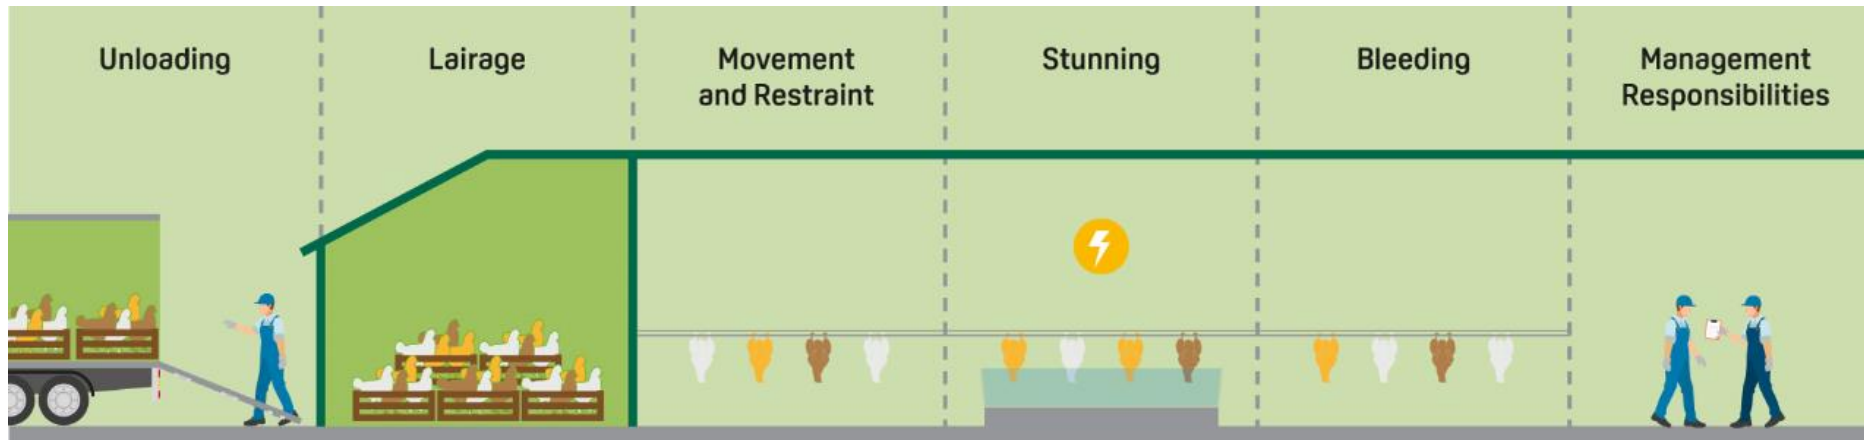 Unloading
Lairage
Movement
and Restraint
Stunning
Bleeding
Management
Responsibilities